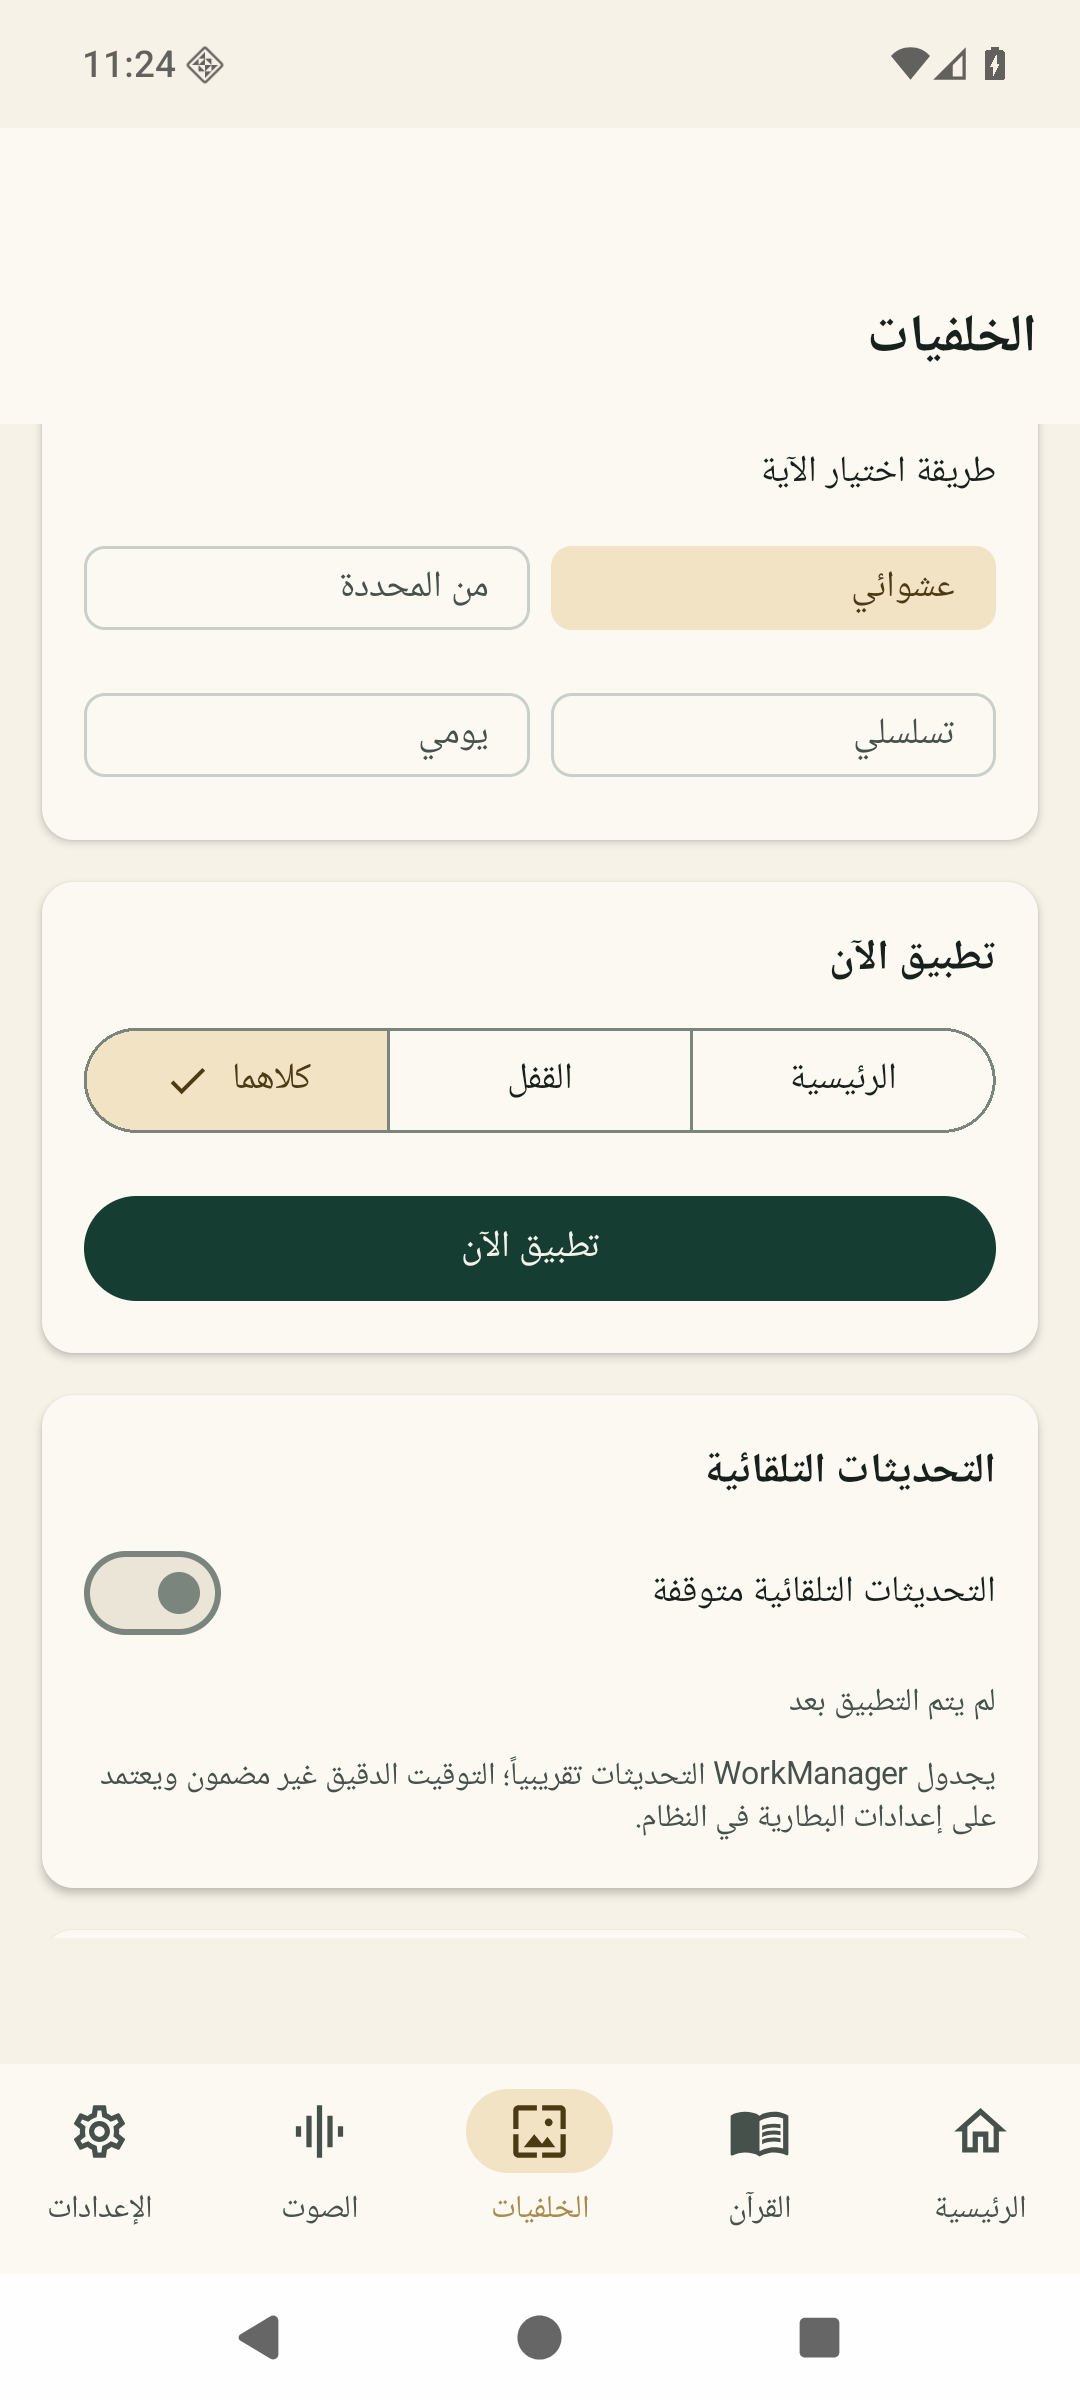 11:24
الخلفيات
طريقة اختيار الآية
عشوائي
من المحددة
تسلسلي
يومي
تطبيق الآن
الرئيسية
القفل
كلاهما
تطبيق الآن
التحديثات التلقائية
التحديثات التلقائية متوقفة
لم يتم التطبيق بعد
يجدول WorkManager التحديثات تقريبياً؛ التوقيت الدقيق غير مضمون ويعتمد
على إعدادات البطارية في النظام.
الرئيسية
القرآن
الخلفيات
الصوت
الإعدادات